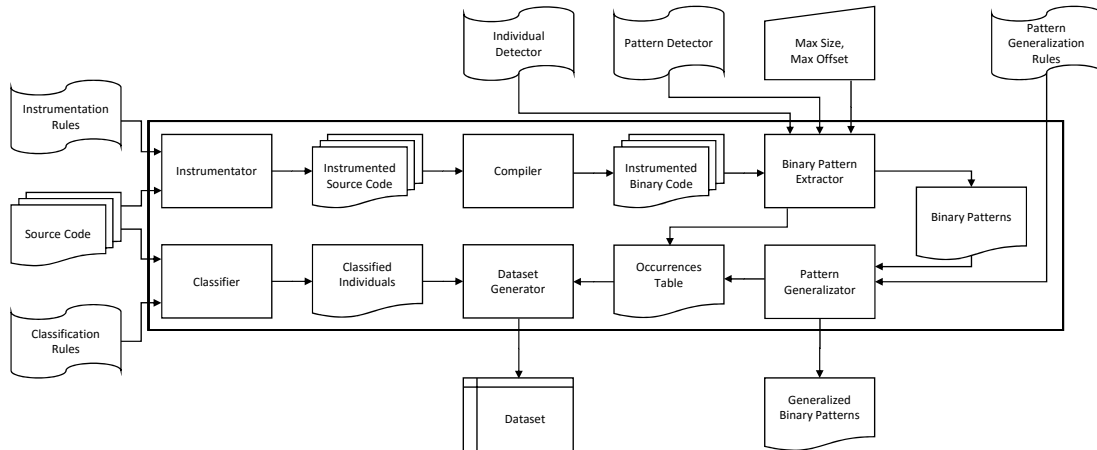 Individual
Detector
Pattern Detector
Max Size,
Max Offset
Pattern
Generalization
Rules
Instrumentation
Rules
Instrumentator
Instrumented
Source Code
Compiler
Instrumented
Binary Code
Binary Pattern
Extractor
Binary Patterns
Source Code
Classifier
Classified
Individuals
Dataset
Generator
Occurrences
Table
Pattern
Generalizator
Classification
Rules
Dataset
Generalized
Binary Patterns